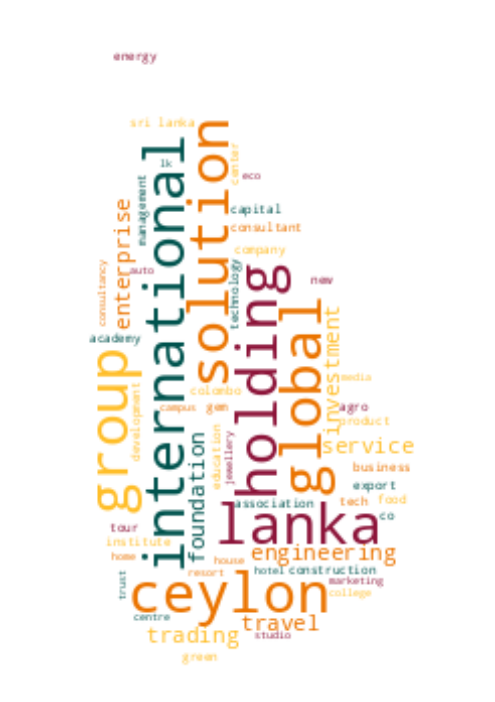 energy
sri lanka
solution
international
center
lk
eco
management
enterprise
capital
consultant
company
technology
consultancy
auto
holding
new
global
investment
academy
group
media
development
colombo
campus
gem
agro
product
education
jewellery
foundation
service
business
export
tech
food
association
co
lanka
tour
institute
engineering
home
house
resort
hotel
construction
trust
marketing
ceylon
college
centre
travel
trading
studio
green